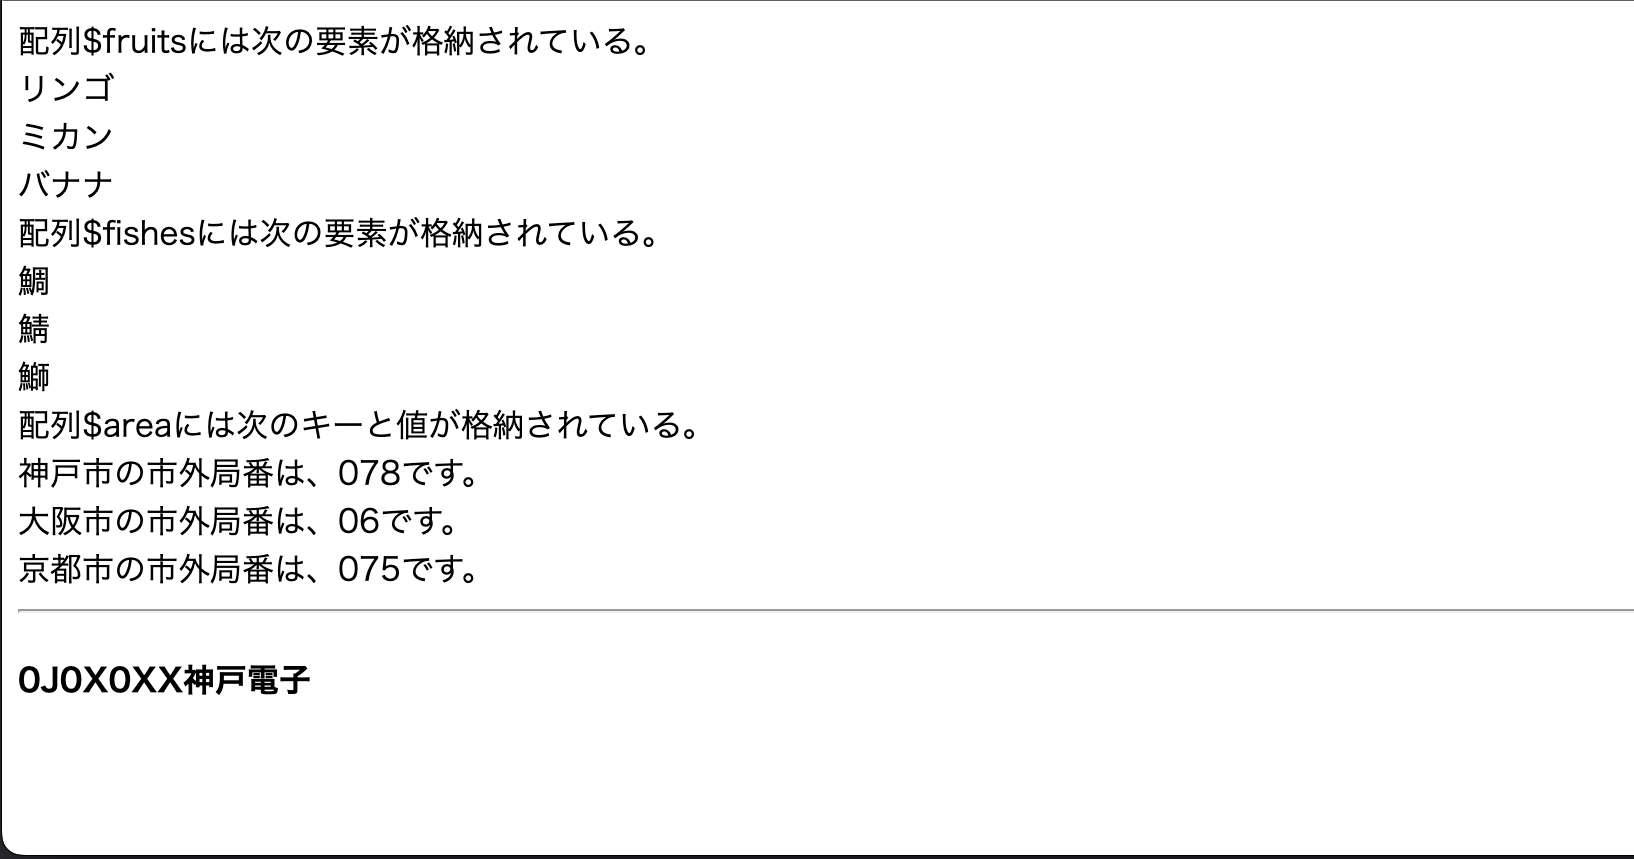 配列$fruitsには次の要素が格納されている。
リンゴ
ミカン
バナナ
配列$fishesには次の要素が格納されている。
鯛
鯖
鰤
配列$areaには次のキーと値が格納されている。
神戸市の市外局番は、078です。
大阪市の市外局番は、06です。
京都市の市外局番は、075です。
0J0X0XX神戸電子